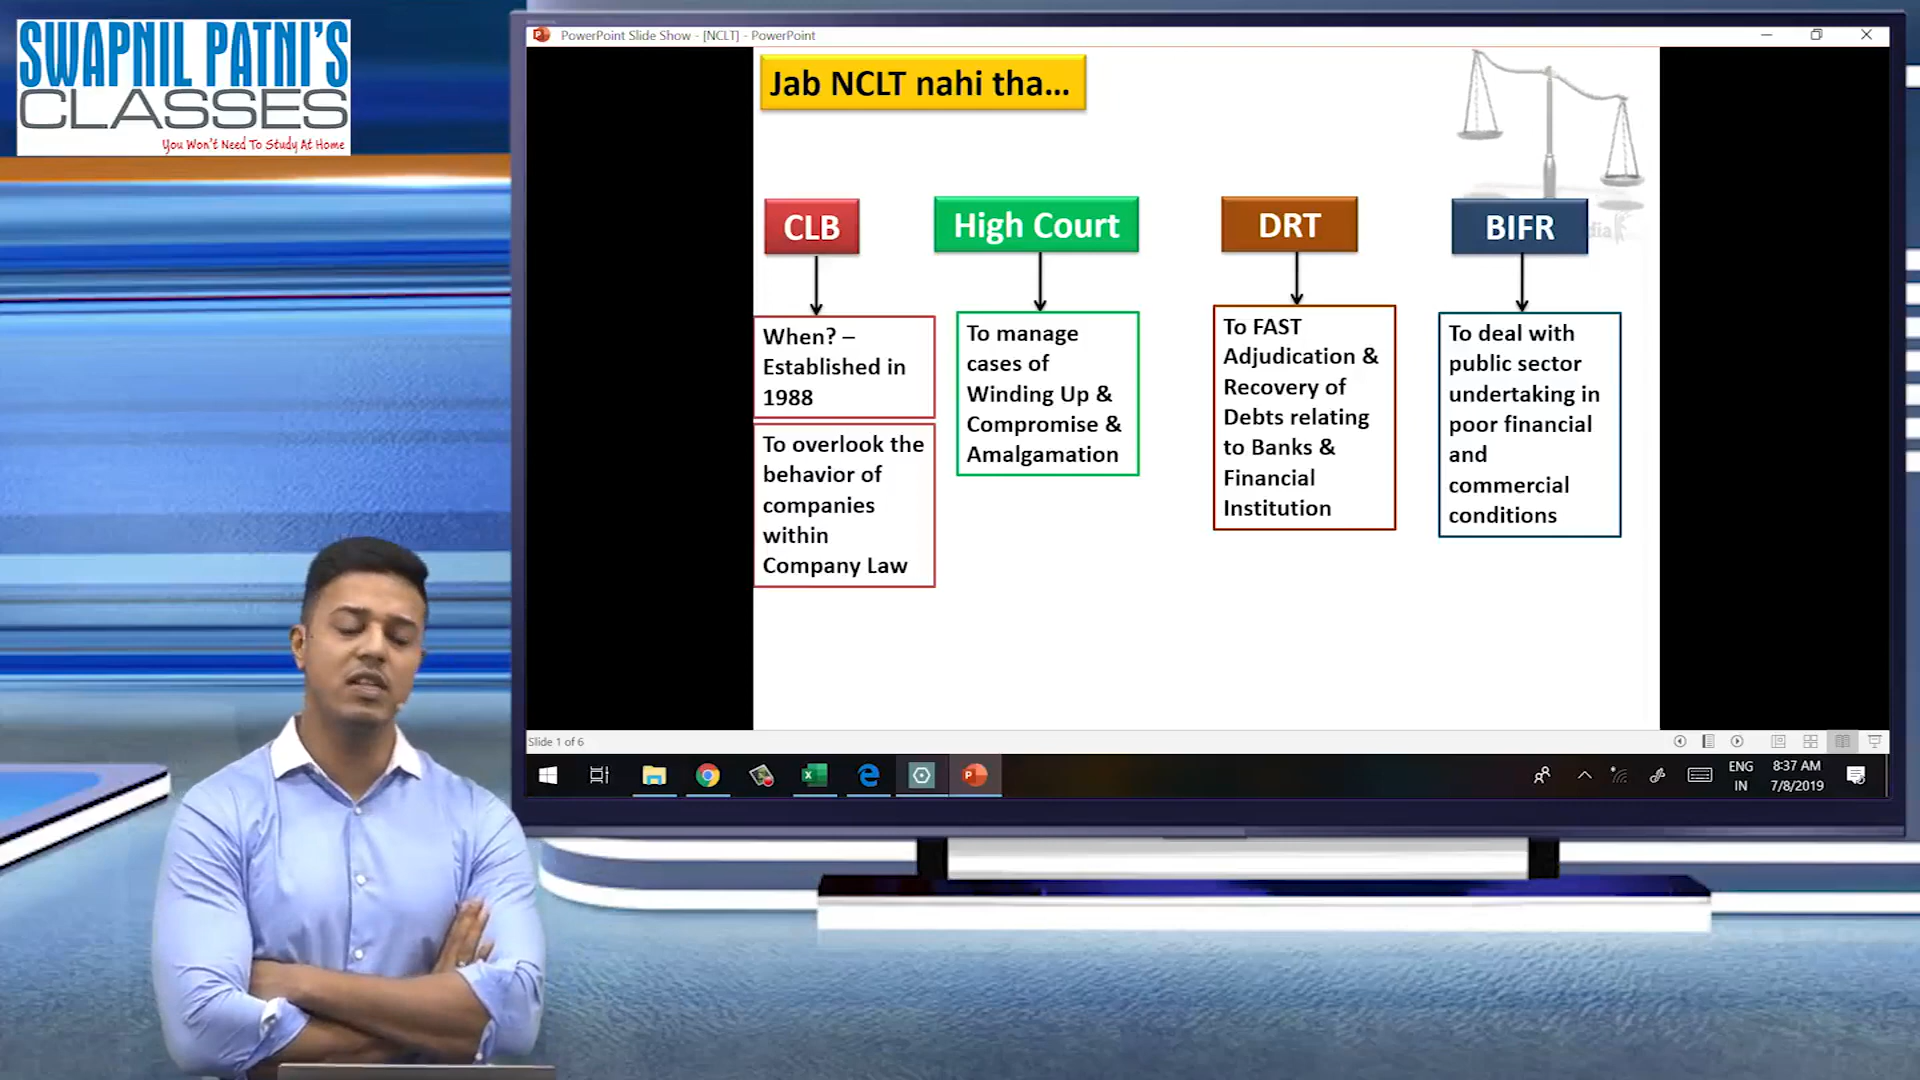 SWAPNIL PATNI'S
CLASSES
You Won't Need To Study At Home
PowerPoint Slide Show - [NCLT] - PowerPoint
Jab NCLT nahi tha...
CLB
When? –
Established in
1988
To overlook the
behavior of
companies
within
Company Law
High Court
To manage
cases of
Winding Up &
Compromise &
Amalgamation
DRT
To FAST
Adjudication &
Recovery of
Debts relating
to Banks &
Financial
Institution
BIFR
To deal with
public sector
undertaking in
poor financial
and
commercial
conditions
Slide 1 of 6
ENG
IN
8:37 AM
7/8/2019